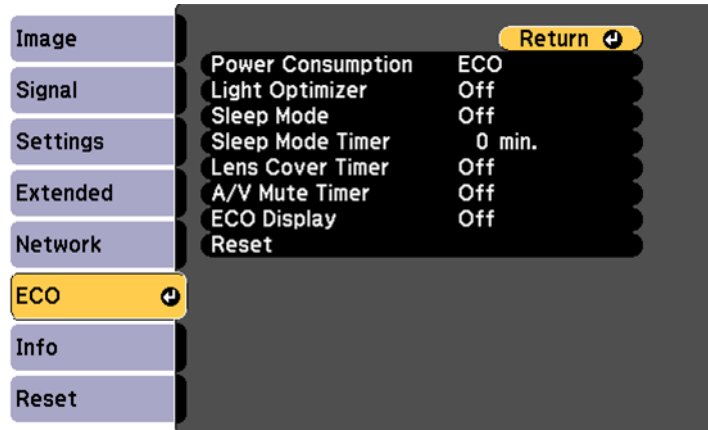 Image
Signal
Settings
Extended
Network
ECO
Info
Reset
Return
Power Consumption ECO
Light Optimizer Off
Sleep Mode Off
Sleep Mode Timer 0 min.
Lens Cover Timer Off
A/V Mute Timer Off
ECO Display Off
Reset